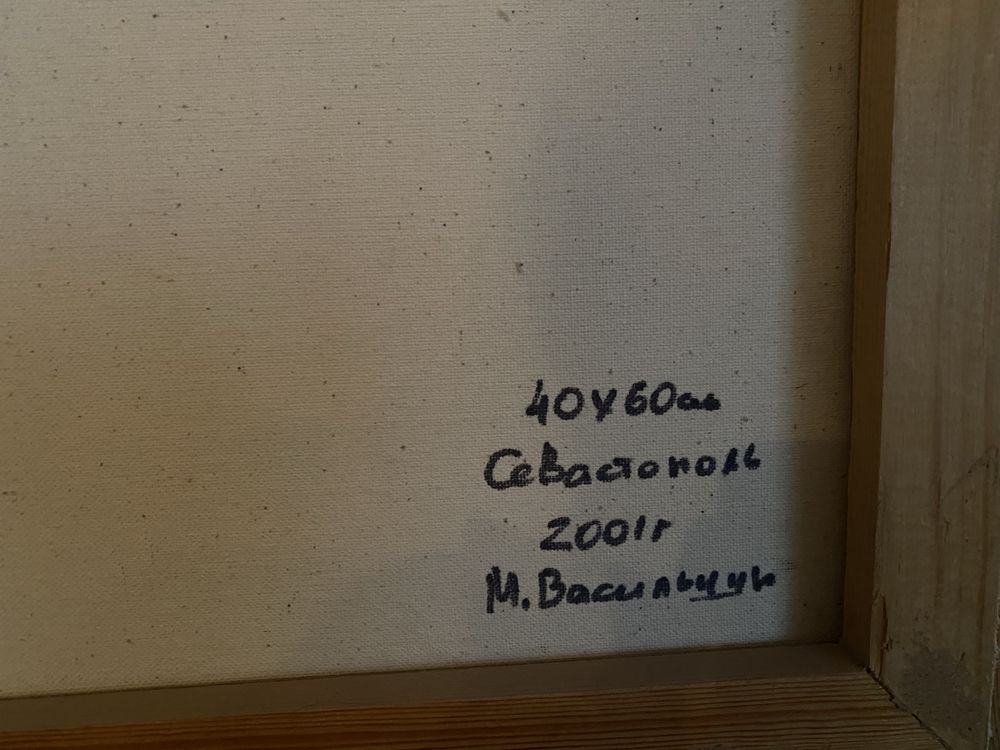 40х60см
Севастополь
2001г
М. Васильчук